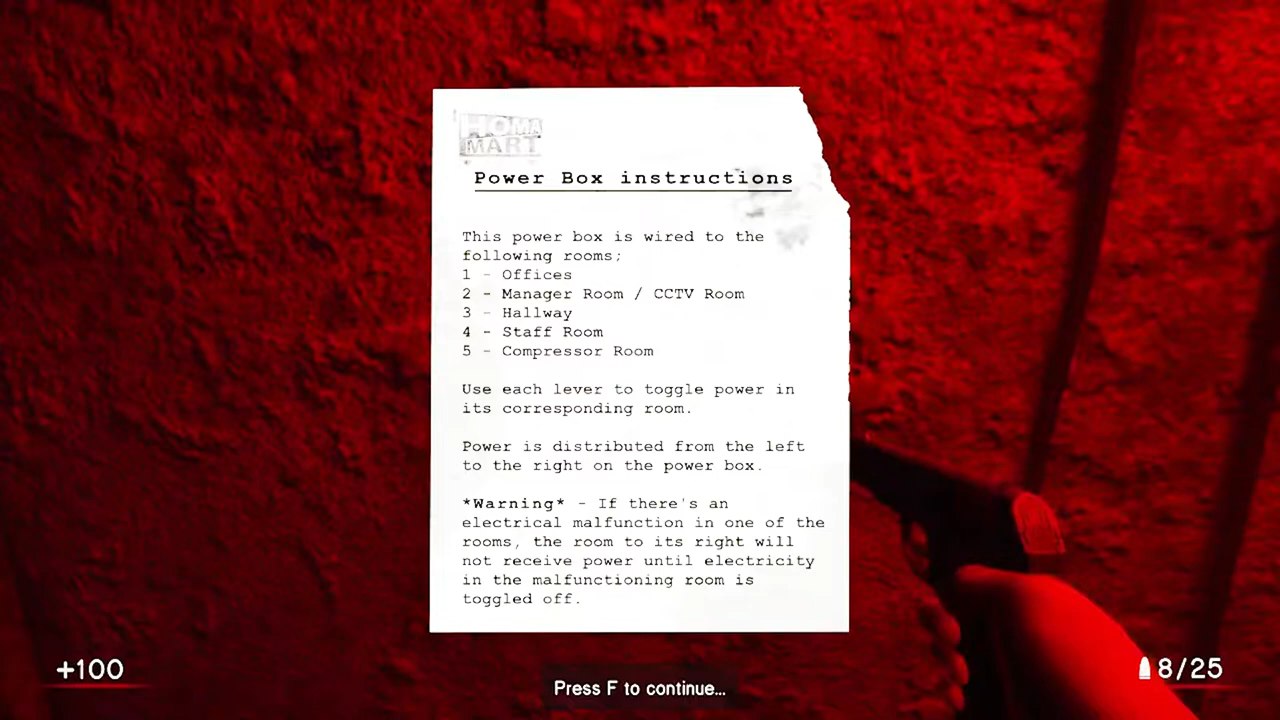 HOMA
MART
Power Box instructions
This power box is wired to the
following rooms;
1 - Offices
2 - Manager Room / CCTV Room
3 - Hallway
4 - Staff Room
5 - Compressor Room
Use each lever to toggle power in
its corresponding room.
Power is distributed from the left
to the right on the power box.
*Warning* - If there's an
electrical malfunction in one of the
rooms, the room to its right will
not receive power until electricity
in the malfunctioning room is
toggled off.
+100
8/25
Press F to continue...